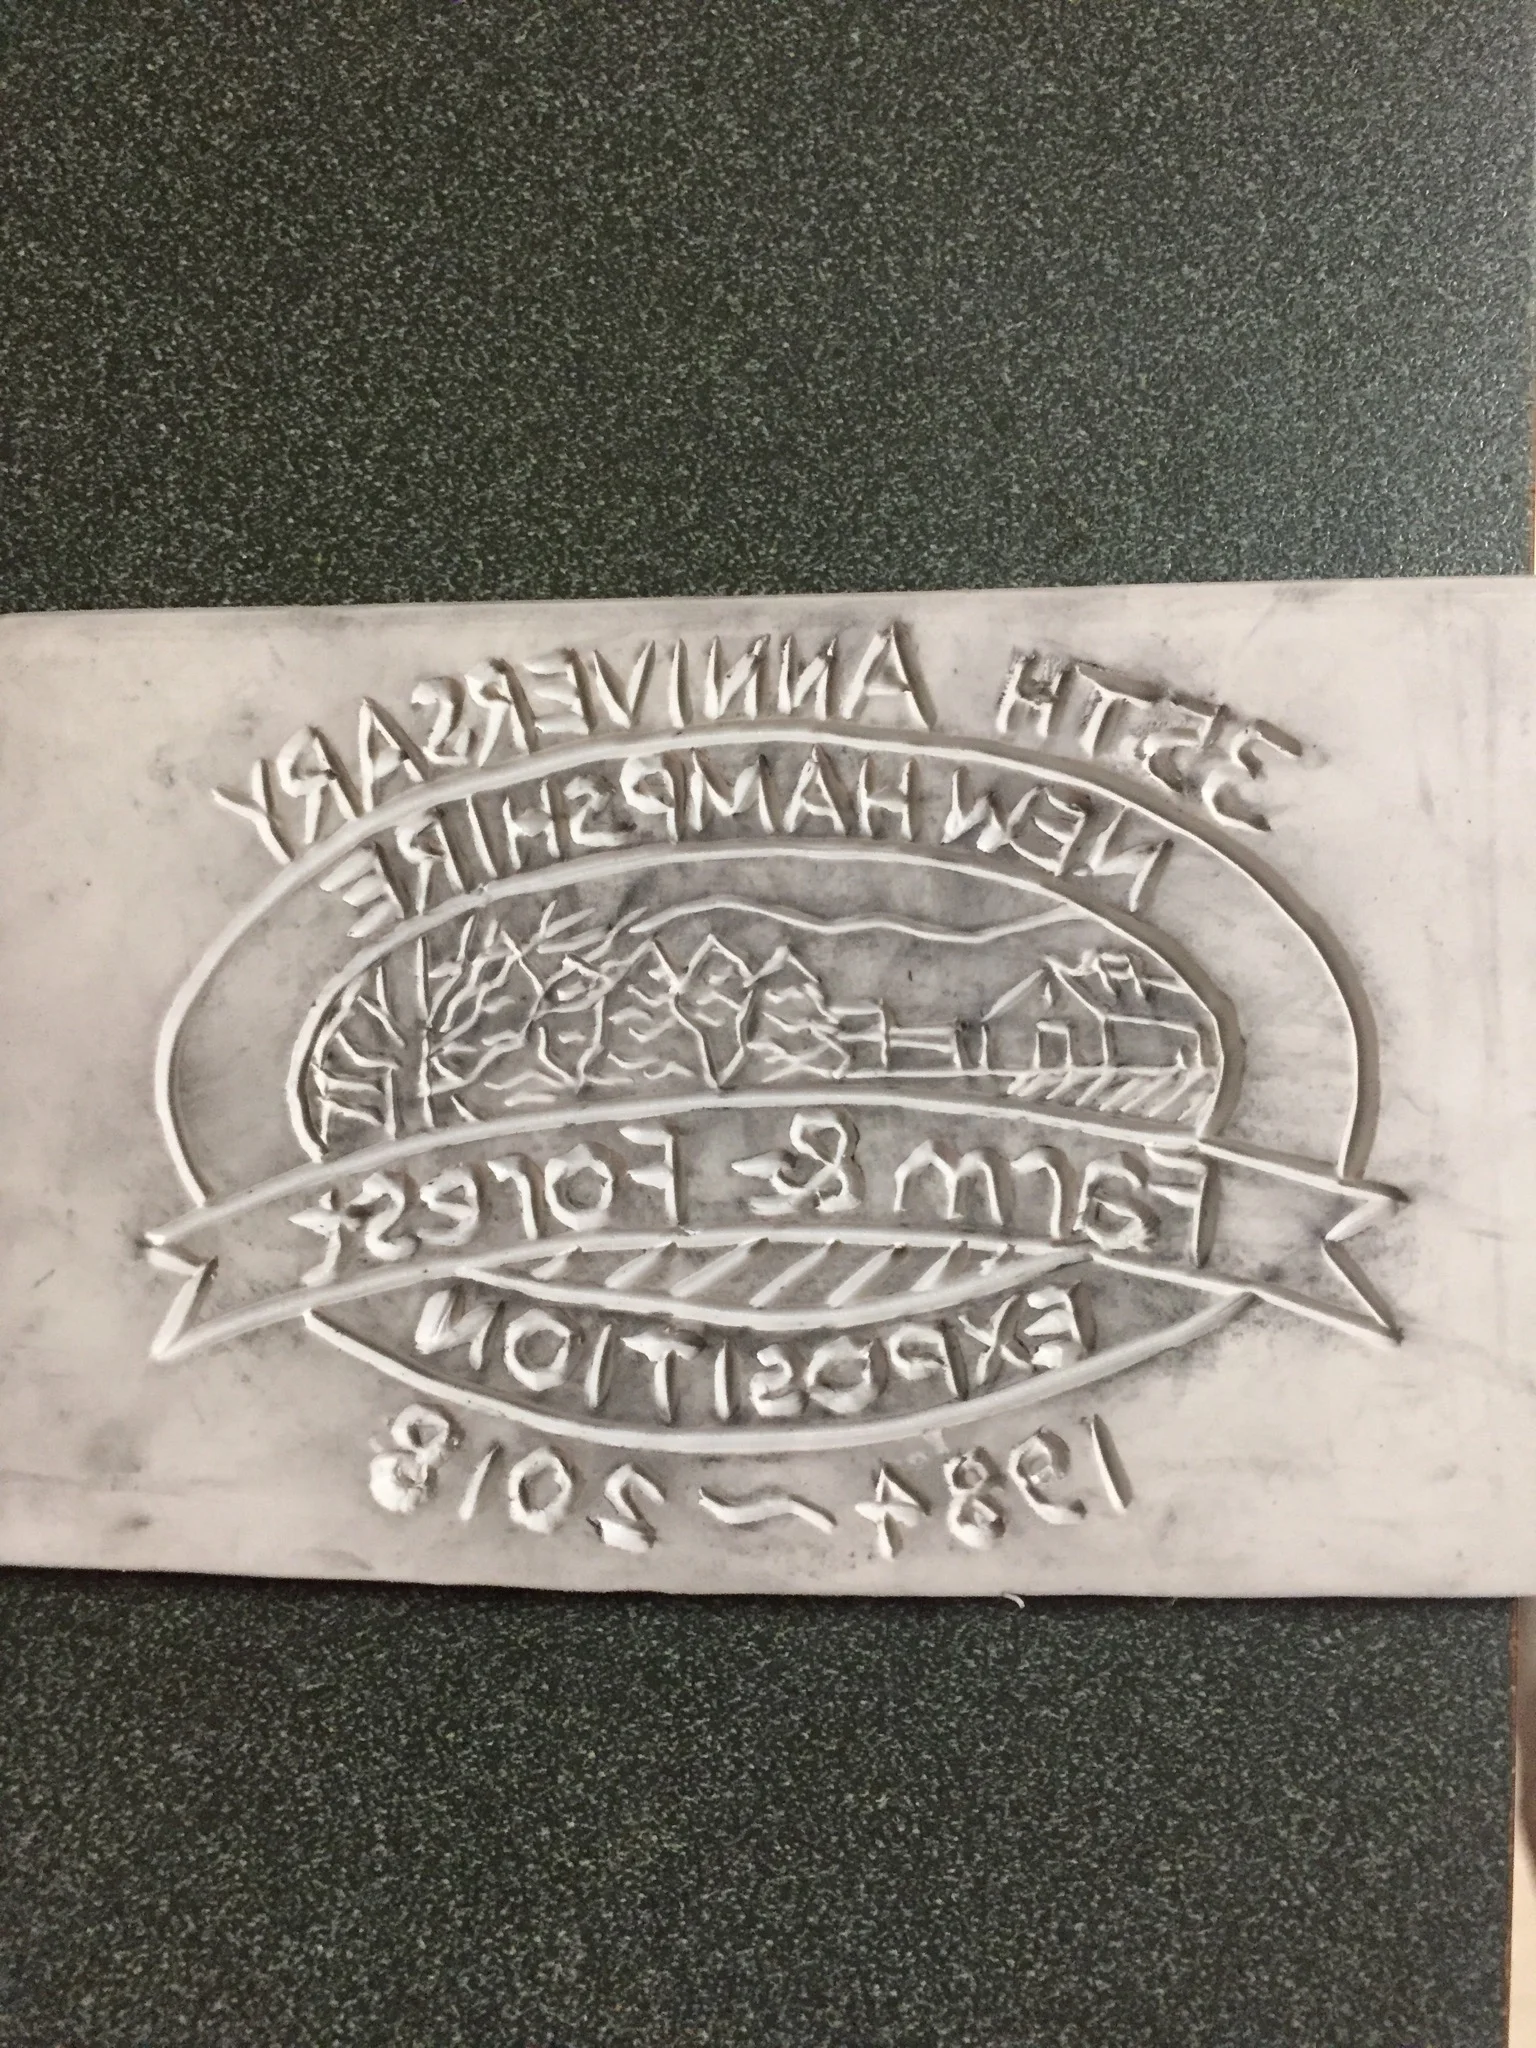 35TH ANNIVERSARY
NEW HAMPSHIRE
Farm & Forest
EXPOSITION
1984 ~ 2018